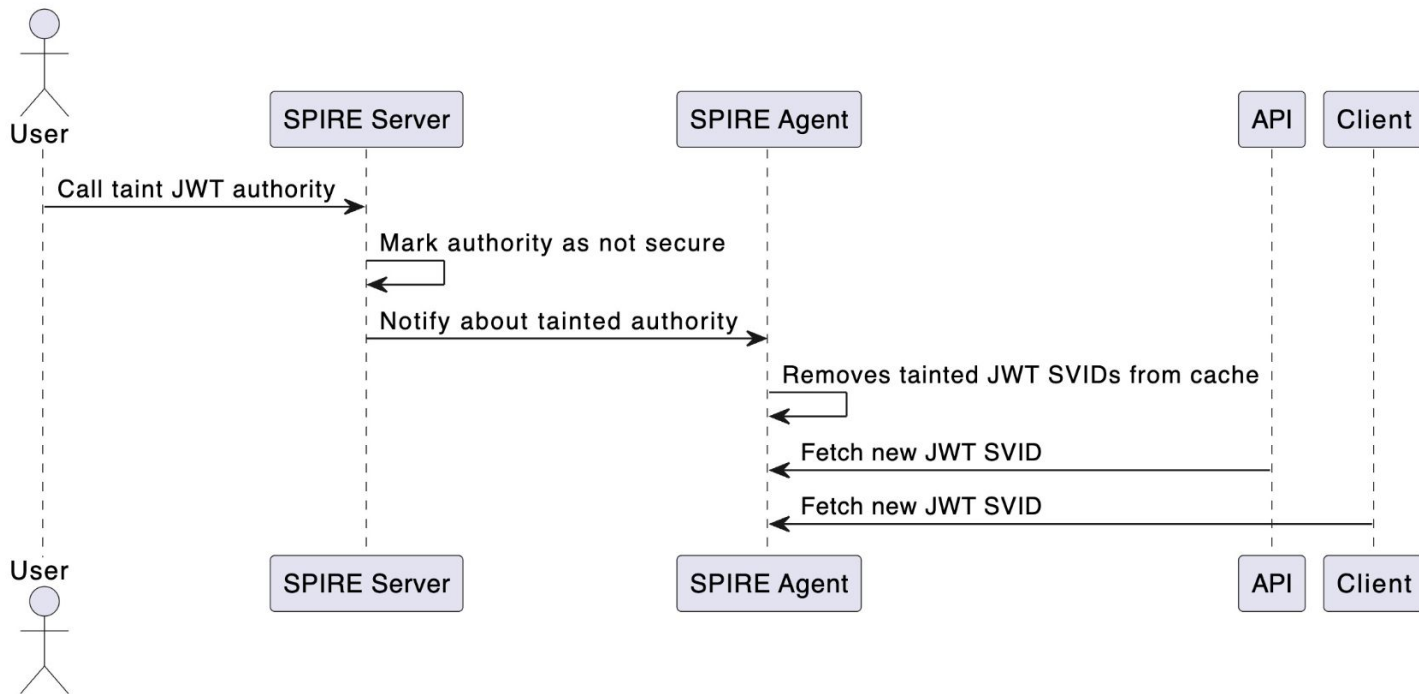 User
SPIRE Server
SPIRE Agent
API
Client
Call taint JWT authority
Mark authority as not secure
Notify about tainted authority
Removes tainted JWT SVIDs from cache
Fetch new JWT SVID
Fetch new JWT SVID
User
SPIRE Server
SPIRE Agent
API
Client